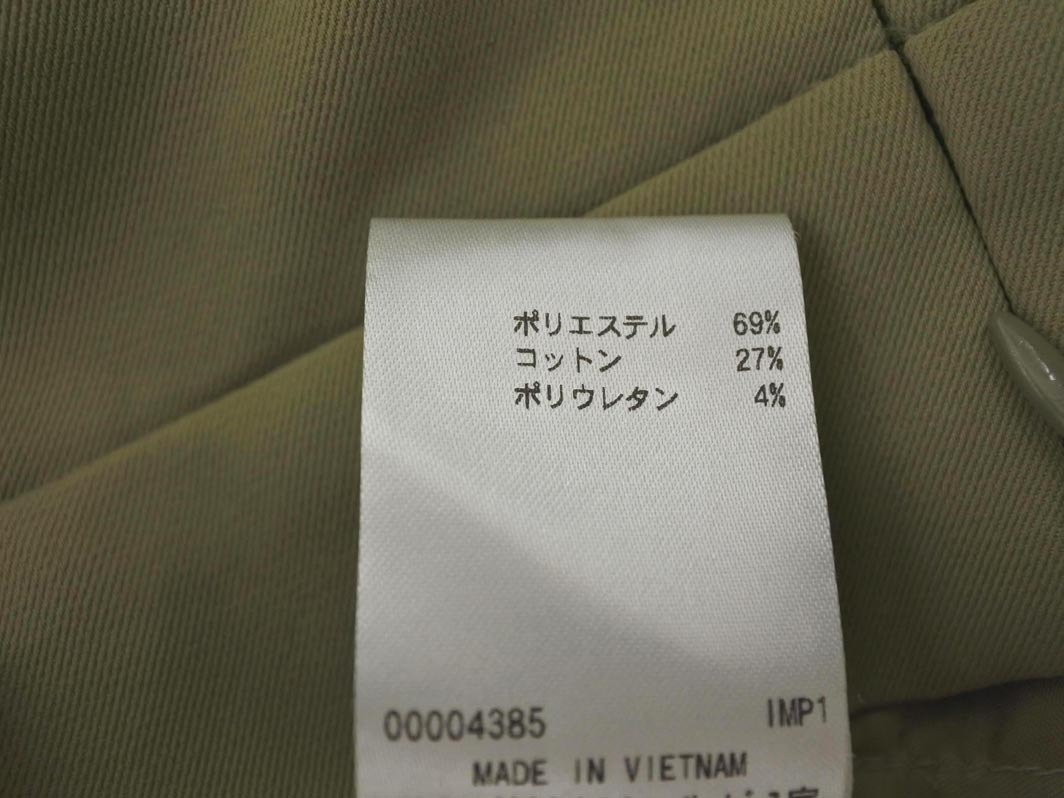 ポリエステル 69%
コットン 27%
ポリウレタン 4%
00004385 IMP1
MADE IN VIETNAM